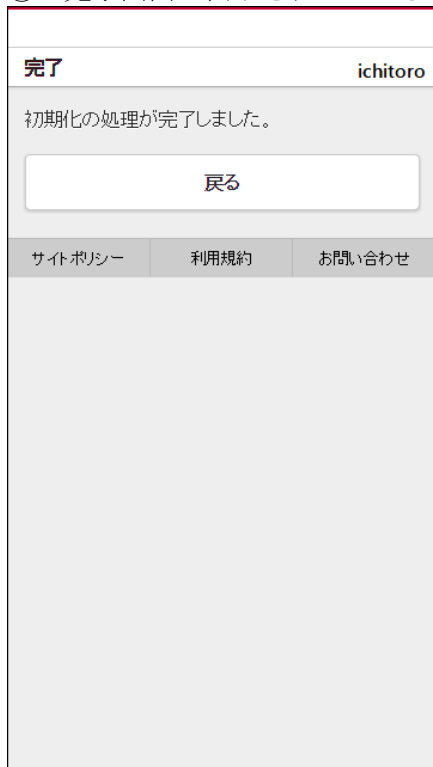 完了 ichitoro
初期化の処理が完了しました。
戻る
サイトポリシー 利用規約 お問い合わせ